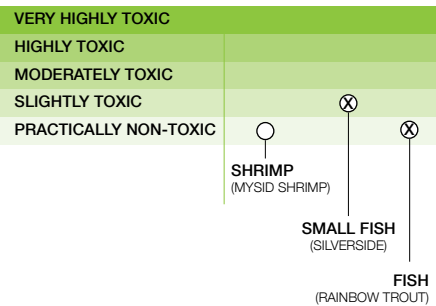 VERY HIGHLY TOXIC
HIGHLY TOXIC
MODERATELY TOXIC
SLIGHTLY TOXIC
X
PRACTICALLY NON-TOXIC
X
SHRIMP
(MYSID SHRIMP)
SMALL FISH
(SILVERSIDE)
FISH
(RAINBOW TROUT)